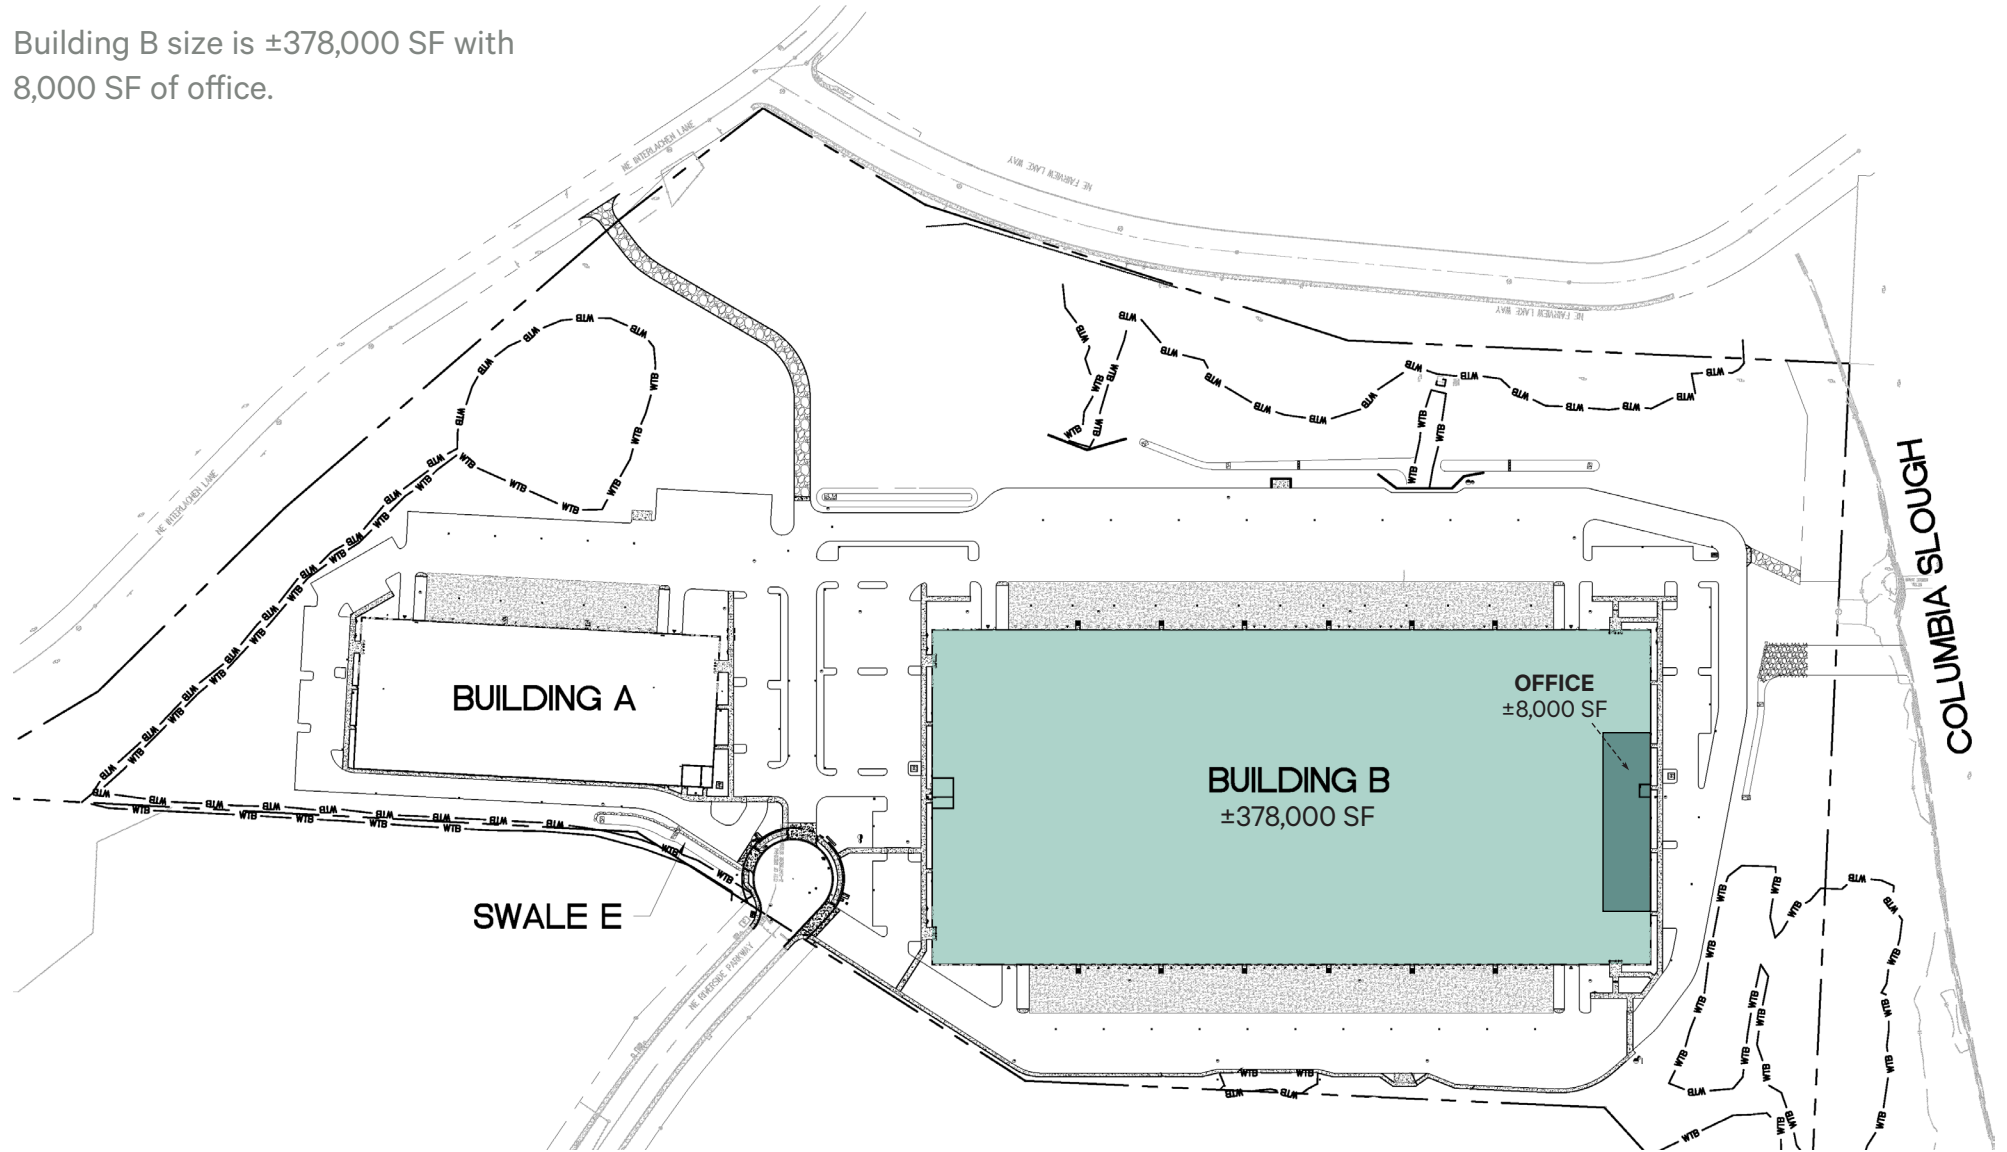 Building B size is ±378,000 SF with
8,000 SF of office.
NE INTERLACHEN LANE
NE FAIRVIEW LAKE WAY
NE FAIRVIEW LAKE WAY
NE INTERLACHEN LANE
COLUMBIA SLOUGH
BUILDING A
OFFICE
±8,000 SF
BUILDING B
±378,000 SF
SWALE E
NE RIVERSIDE PARKWAY
WTB